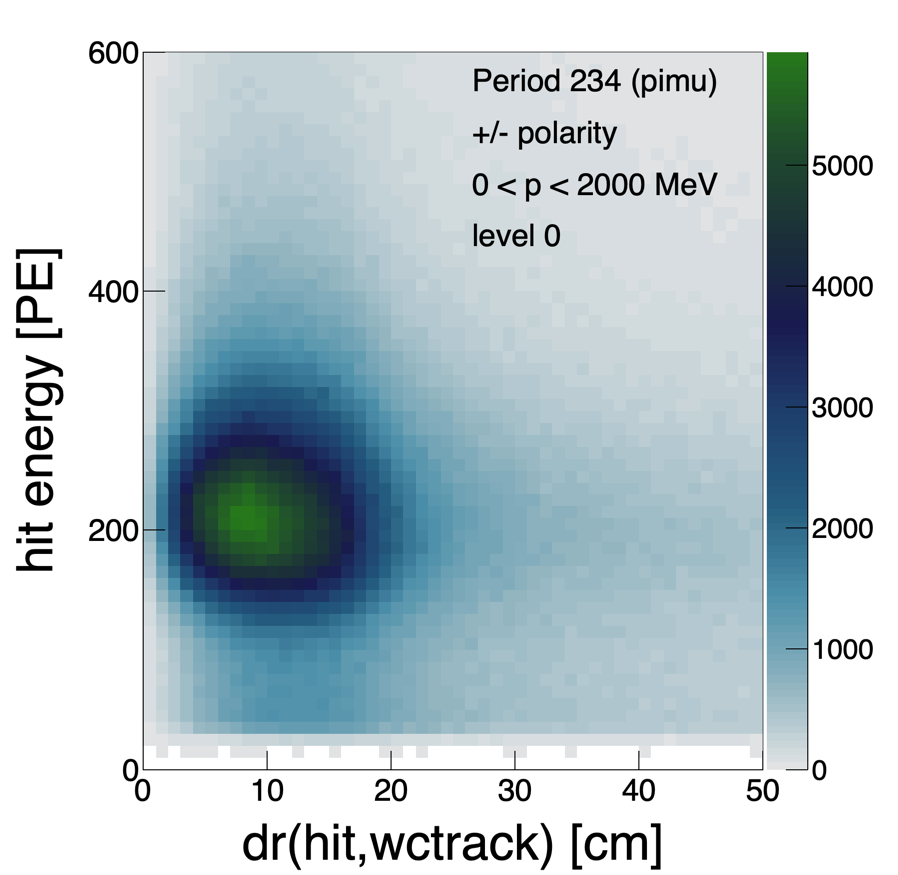 600
Period 234 (pimu)
+/- polarity
0 < p < 2000 MeV
level 0
400
200
0
hit energy [PE]
0 10 20 30 40 50
dr(hit,wctrack) [cm]
5000
4000
3000
2000
1000
0